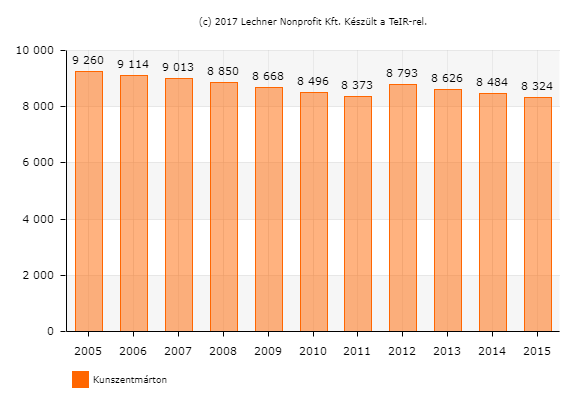 (c) 2017 Lechner Nonprofit Kft. Készült a TeIR-rel.
10 000
9 260 9 114 9 013 8 850 8 668 8 496 8 373 8 793 8 626 8 484 8 324
8 000
6 000
4 000
2 000
0
2005 2006 2007 2008 2009 2010 2011 2012 2013 2014 2015
Kunszentmárton